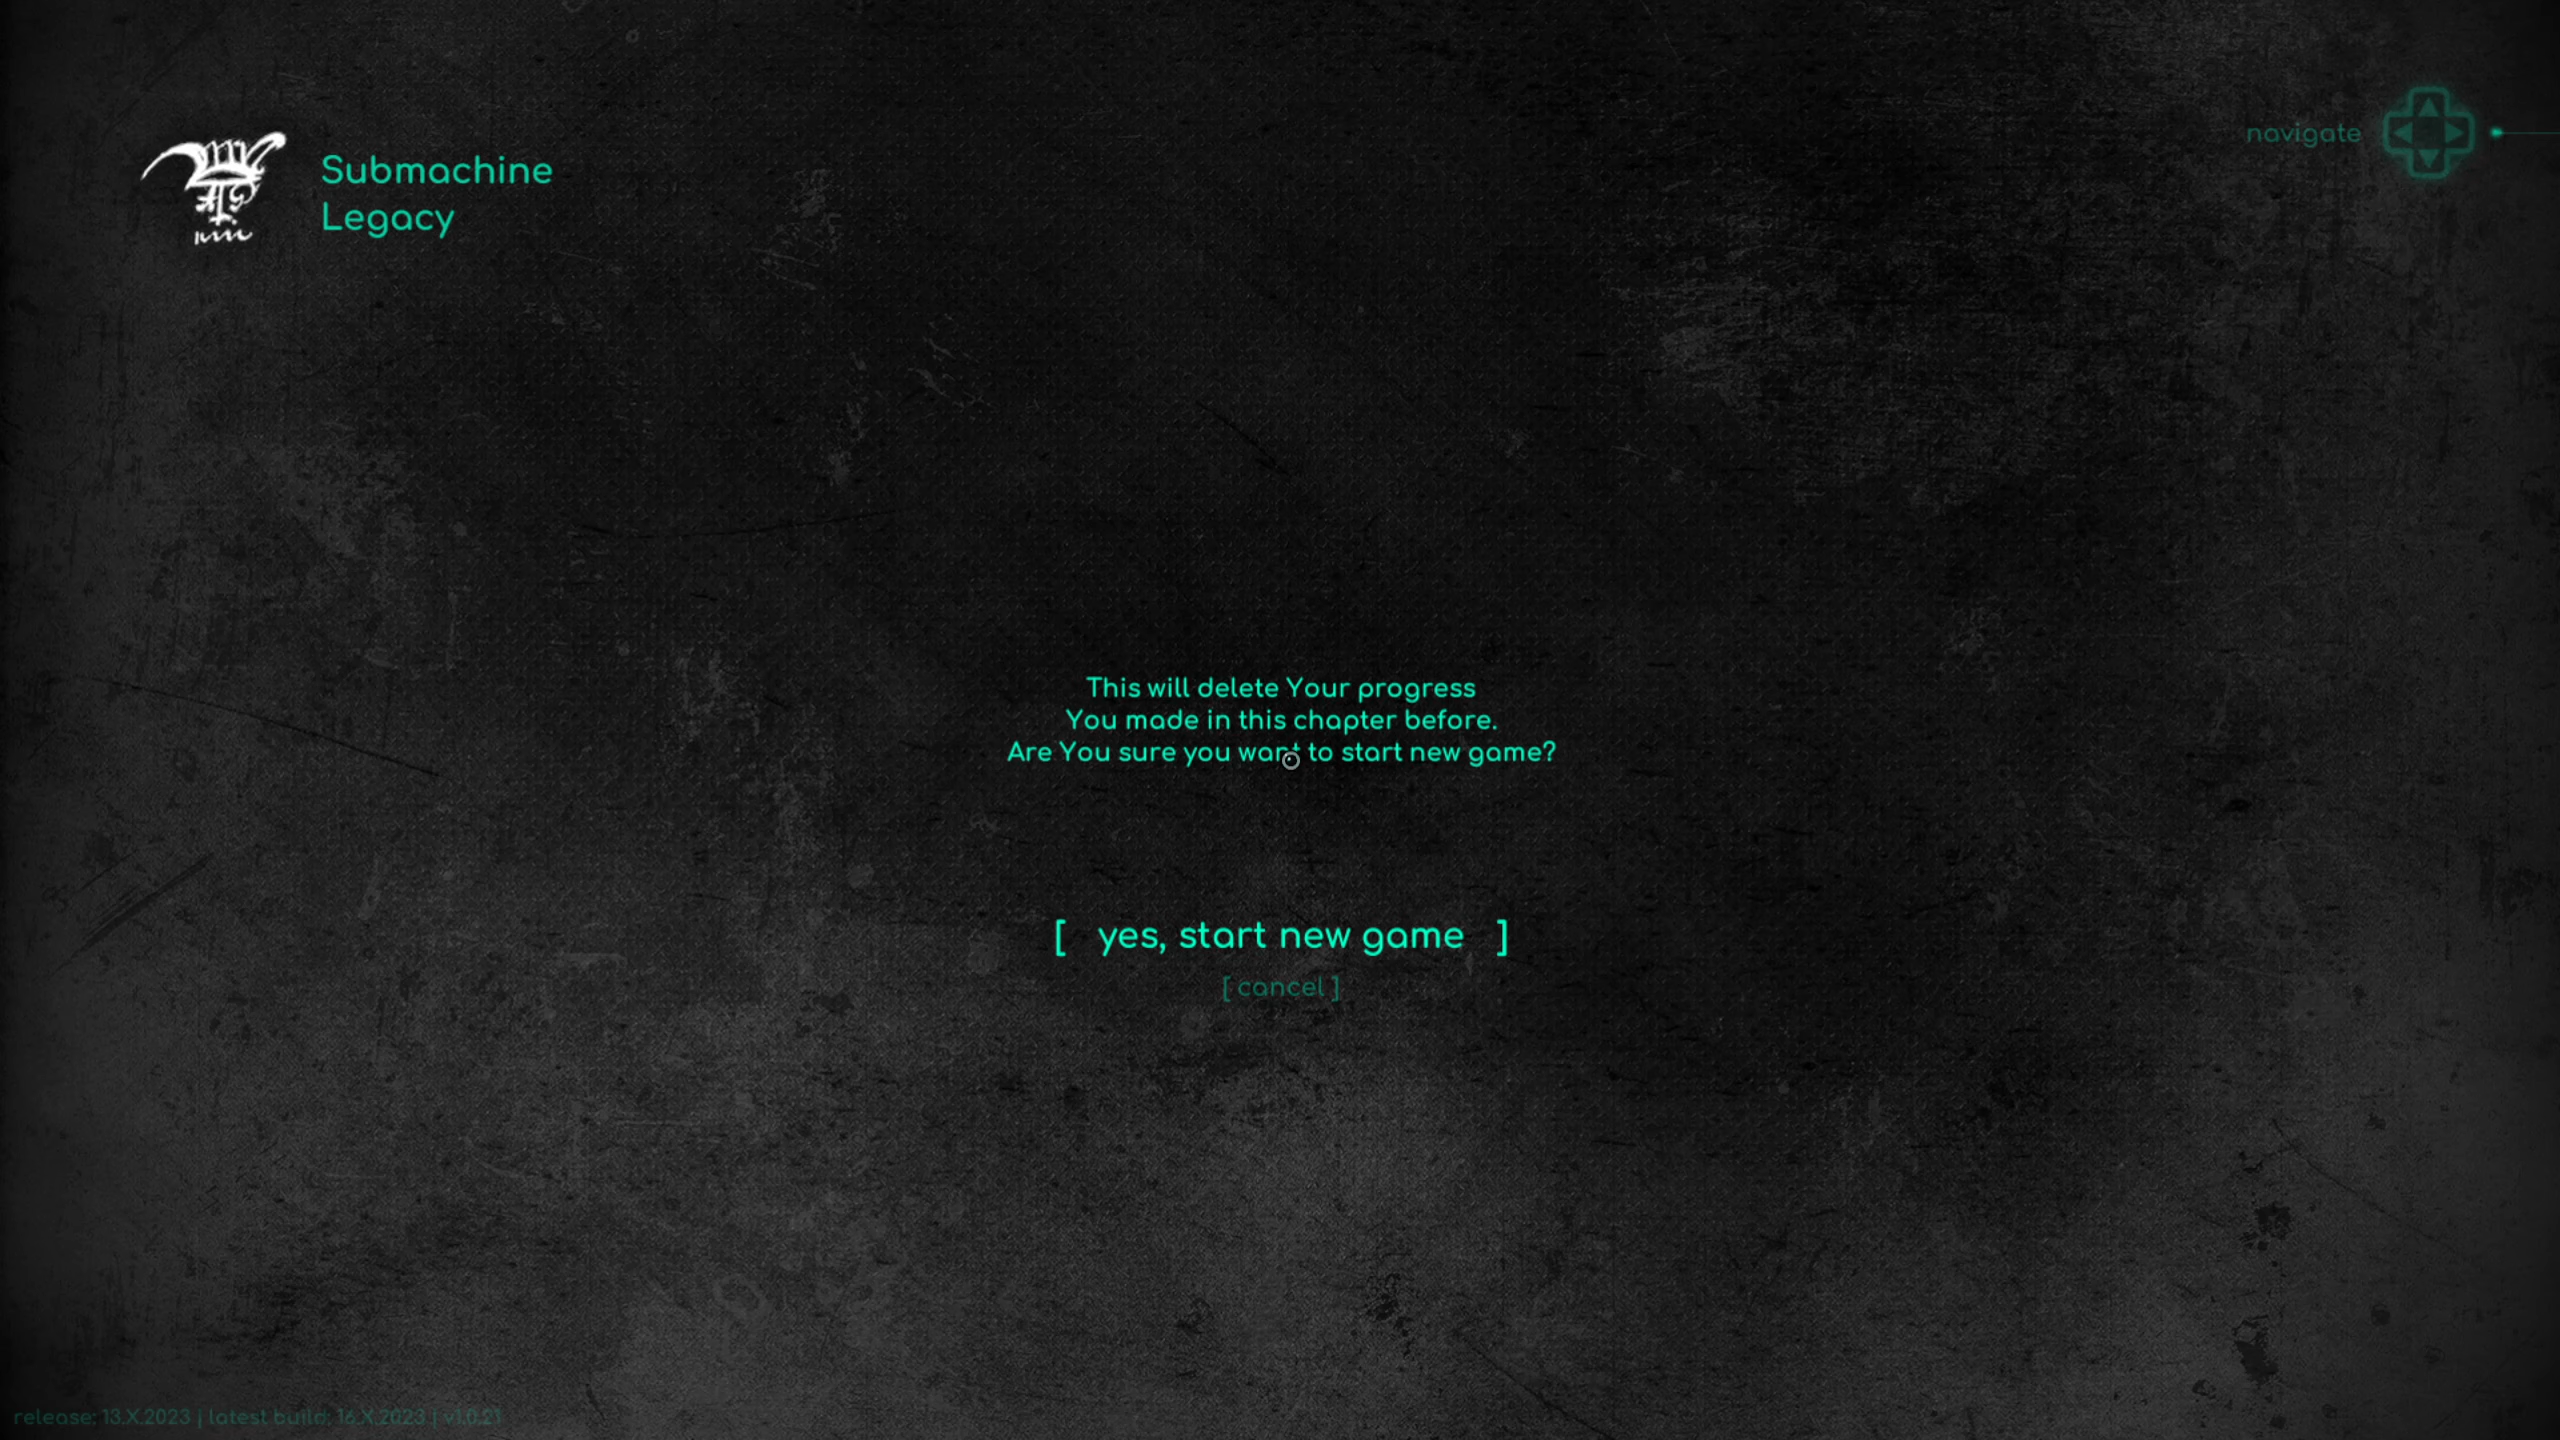 Submachine
Legacy
navigate
This will delete Your progress
You made in this chapter before.
Are You sure you want to start new game?
[ yes, start new game ]
[ cancel ]
release: 13.X.2023 | latest build: 16.X.2023 | v1.0.21